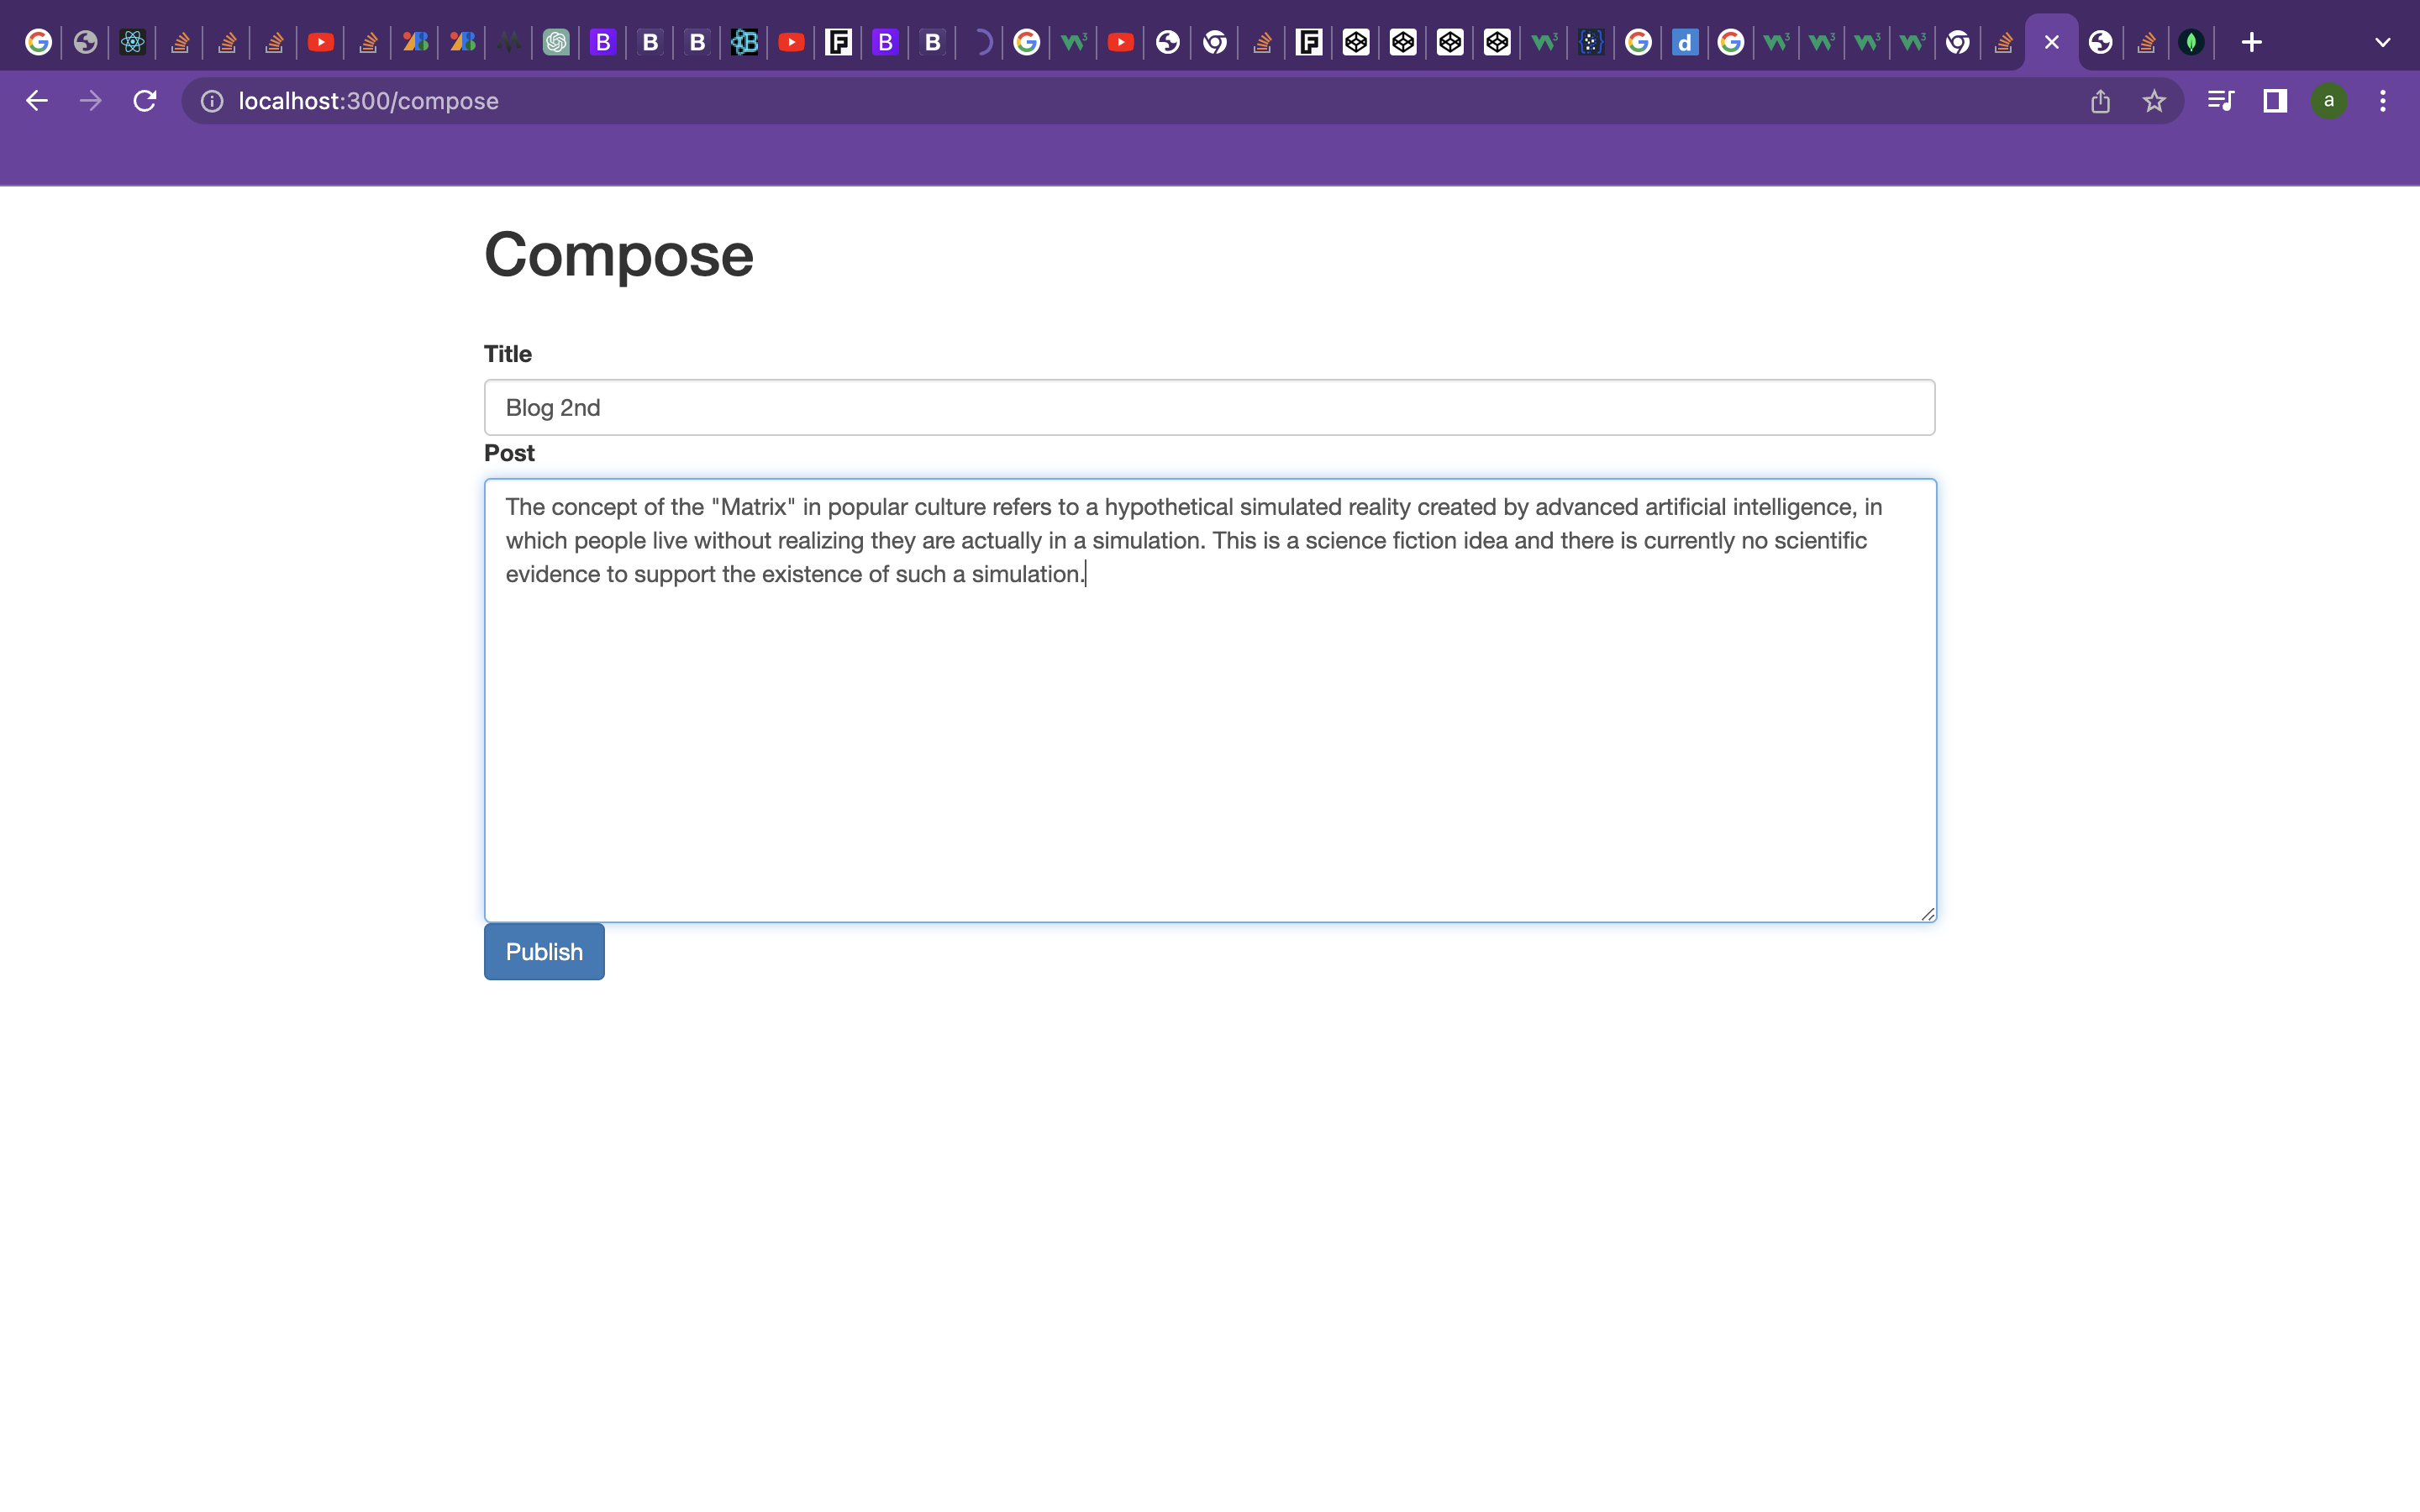 localhost:300/compose
a
Compose
Title
Blog 2nd
Post
The concept of the "Matrix" in popular culture refers to a hypothetical simulated reality created by advanced artificial intelligence, in
which people live without realizing they are actually in a simulation. This is a science fiction idea and there is currently no scientific
evidence to support the existence of such a simulation.
Publish